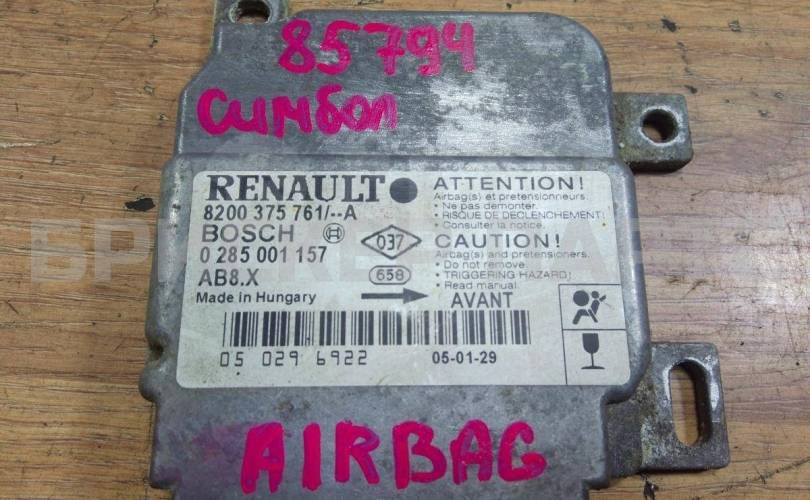 85794
Симбол
RENAULT
8200 375 761/--A
BOSCH
0 285 001 157
AB8.X
Made in Hungary
037
658
AVANT
ATTENTION!
Airbag(s) et pretensionneurs
• Ne pas demonter.
• RISQUE DE DECLENCHEMENT!
Consulter la notice.
CAUTION!
Airbag(s) and pretensioners.
• Do not remove
• TRIGGERING HAZARD!
• Read manual.
05 0296922
05-01-29
AIRBAG